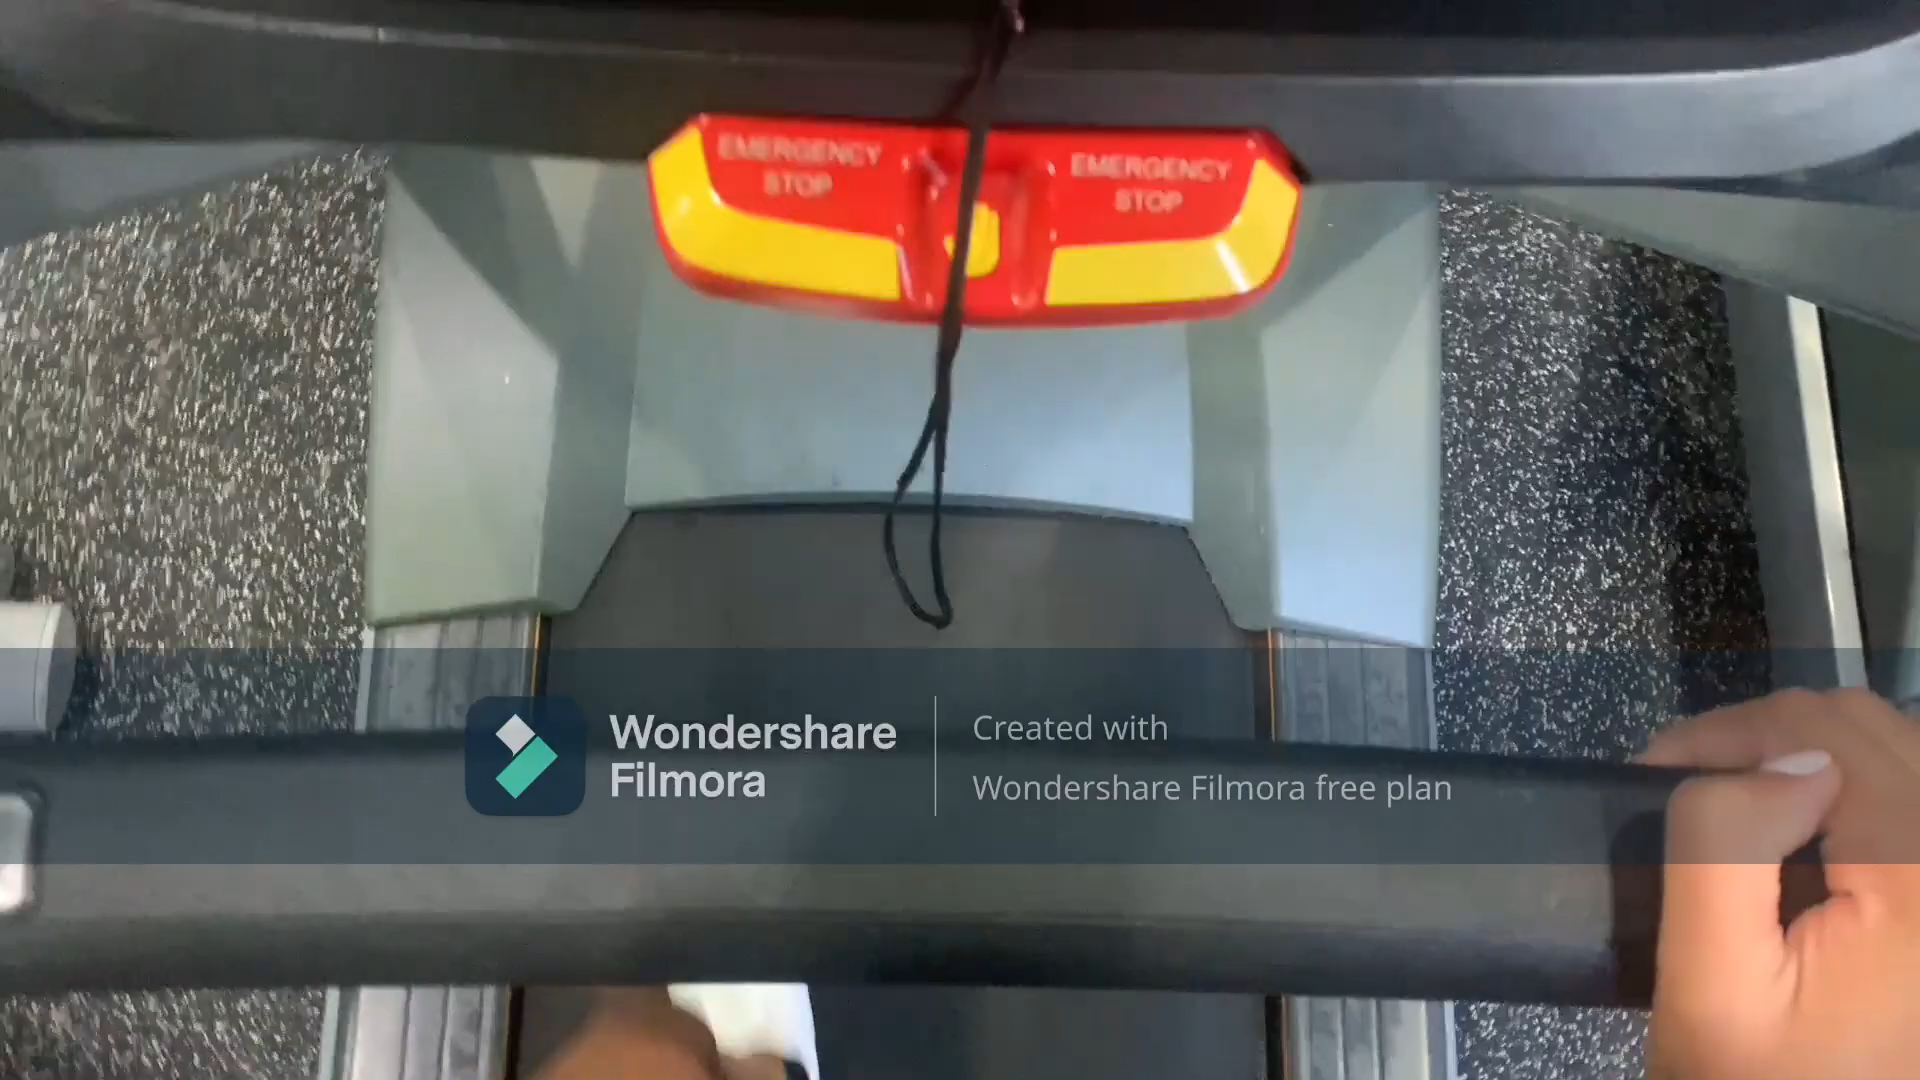 EMERGENCY
STOP
EMERGENCY
STOP
Wondershare
Filmora
Created with
Wondershare Filmora free plan